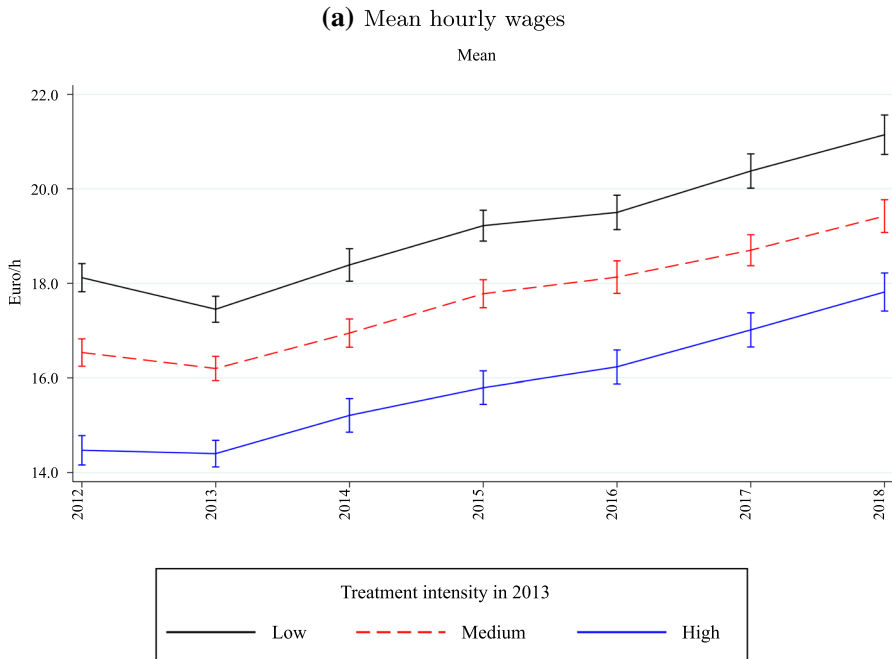 (a) Mean hourly wages
Mean
Euro/h
22.0
20.0
18.0
16.0
14.0
2012 2013 2014 2015 2016 2017 2018
Treatment intensity in 2013
Low Medium High